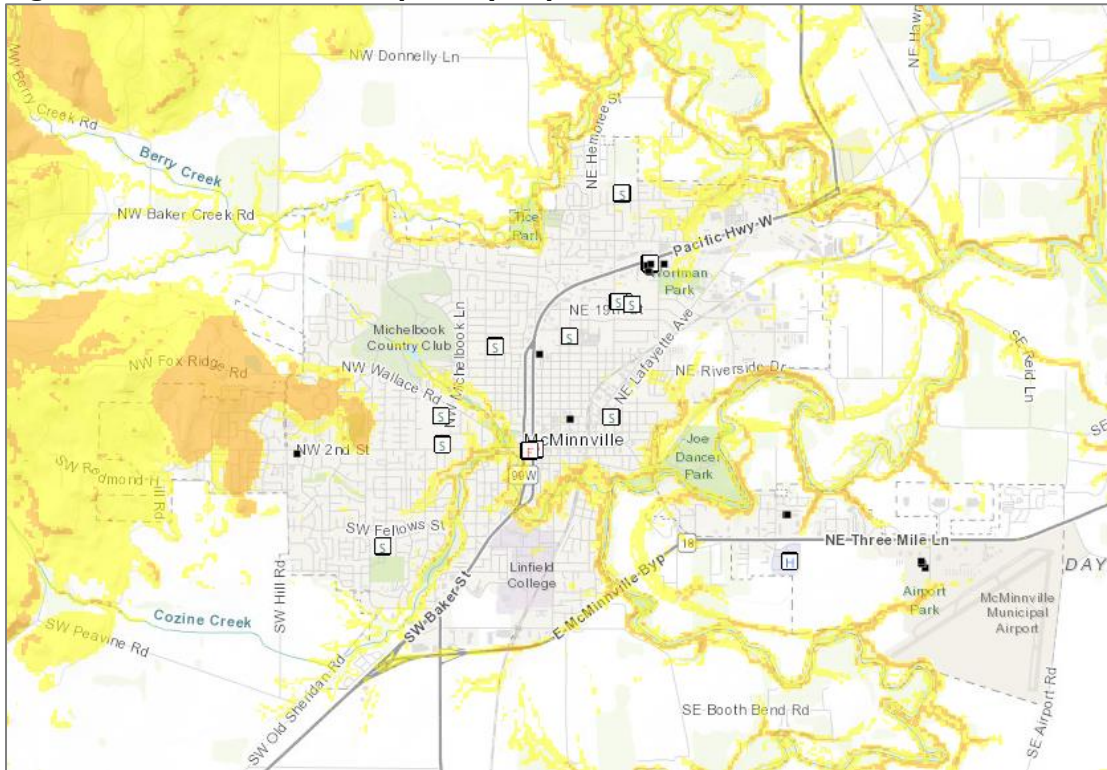 NW Donnelly Ln
NE Hawn
NW Berry Creek Rd
Berry Creek
NE Hembree St
S
NW Baker Creek Rd
Tice
Park
Pacific Hwy W
Wortman
Park
S
S
NE 19th St
S
Michelbook
Country Club
NW Michelbook Ln
S
NE Lafayette Ave
NW Fox Ridge Rd
NW Wallace Rd
NE Riverside Dr
SE Reid Ln
S
S
McMinnville
Joe
Dancer
Park
SE
NW 2nd St
S
F
99W
SW Redmond Hill Rd
SW Fellows St
S
18
NE Three Mile Ln
H
DAY
Linfield
College
E McMinnville Byp
Airport
Park
McMinnville
Municipal
Airport
SW Hill Rd
SW Baker St
Cozine Creek
SW Peavine Rd
SW Old Sheridan Rd
SE Booth Bend Rd
SE Airport Rd